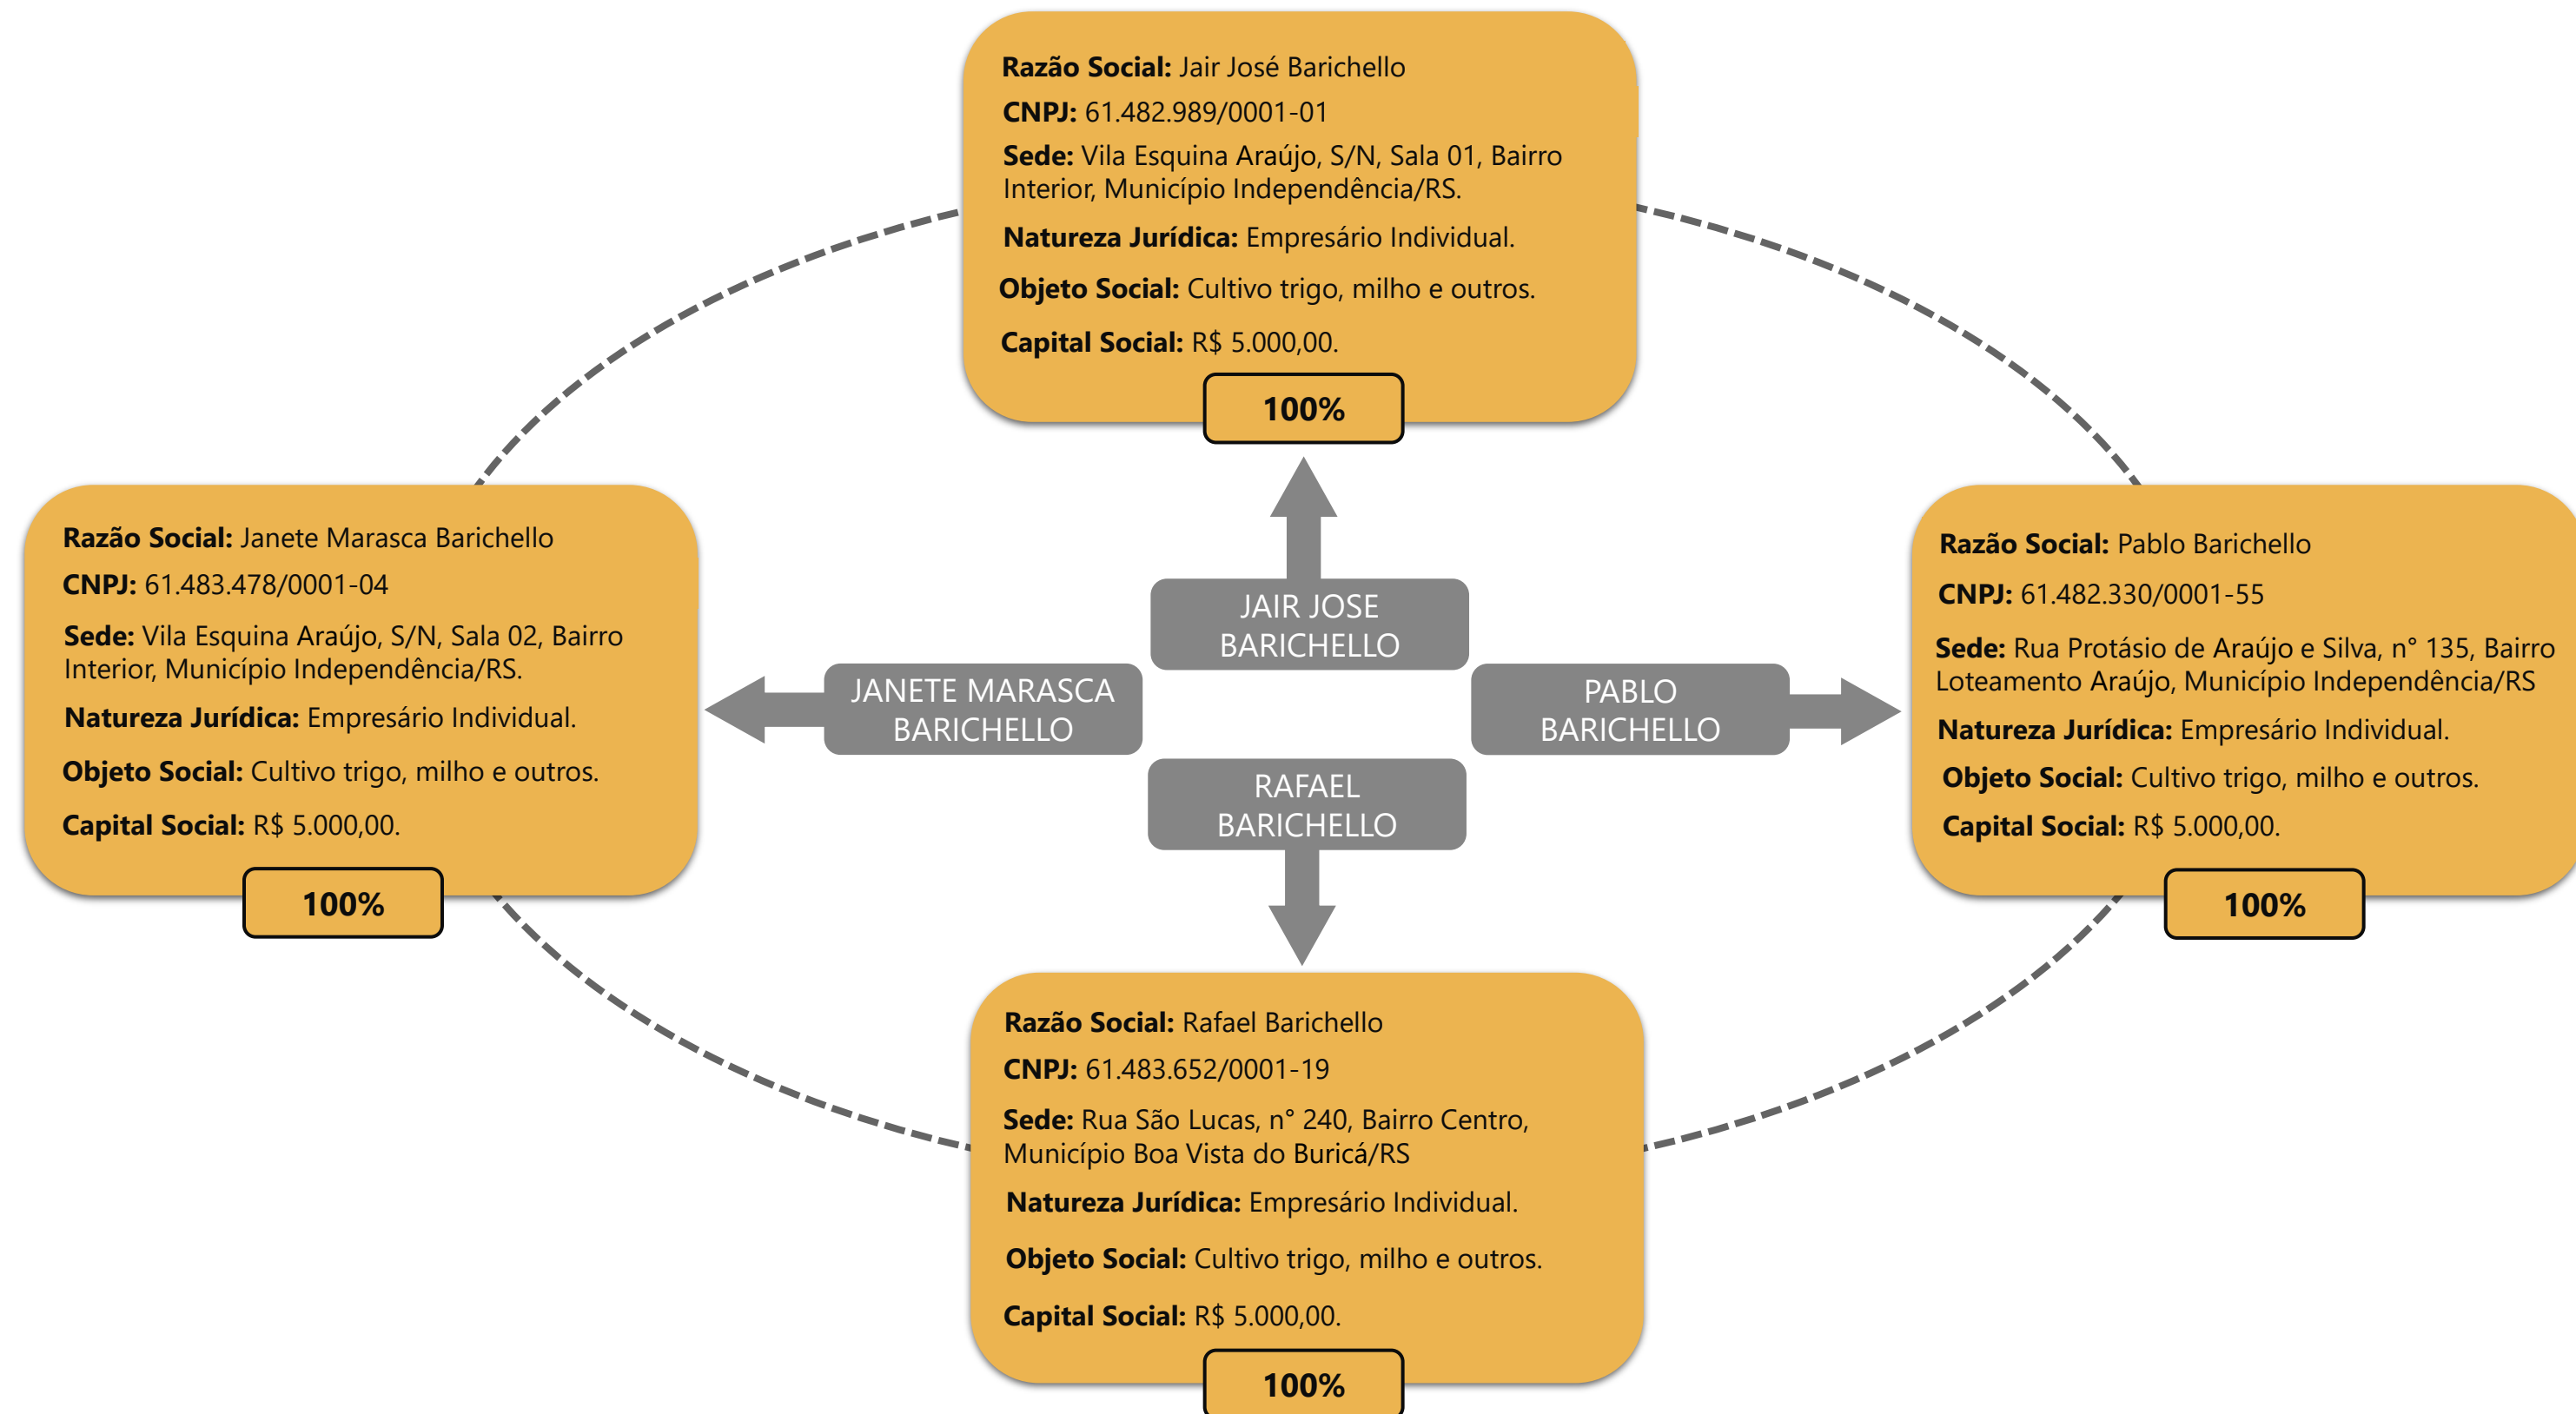 Razão Social: Jair José Barichello
CNPJ: 61.482.989/0001-01
Sede: Vila Esquina Araújo, S/N, Sala 01, Bairro
Interior, Município Independência/RS.
Natureza Jurídica: Empresário Individual.
Objeto Social: Cultivo trigo, milho e outros.
Capital Social: R$ 5.000,00.
100%
Razão Social: Janete Marasca Barichello
CNPJ: 61.483.478/0001-04
Sede: Vila Esquina Araújo, S/N, Sala 02, Bairro
Interior, Município Independência/RS.
Natureza Jurídica: Empresário Individual.
Objeto Social: Cultivo trigo, milho e outros.
Capital Social: R$ 5.000,00.
100%
JAIR JOSE
BARICHELLO
JANETE MARASCA
BARICHELLO
PABLO
BARICHELLO
RAFAEL
BARICHELLO
Razão Social: Pablo Barichello
CNPJ: 61.482.330/0001-55
Sede: Rua Protásio de Araújo e Silva, n° 135, Bairro
Loteamento Araújo, Município Independência/RS
Natureza Jurídica: Empresário Individual.
Objeto Social: Cultivo trigo, milho e outros.
Capital Social: R$ 5.000,00.
100%
Razão Social: Rafael Barichello
CNPJ: 61.483.652/0001-19
Sede: Rua São Lucas, n° 240, Bairro Centro,
Município Boa Vista do Buricá/RS
Natureza Jurídica: Empresário Individual.
Objeto Social: Cultivo trigo, milho e outros.
Capital Social: R$ 5.000,00.
100%